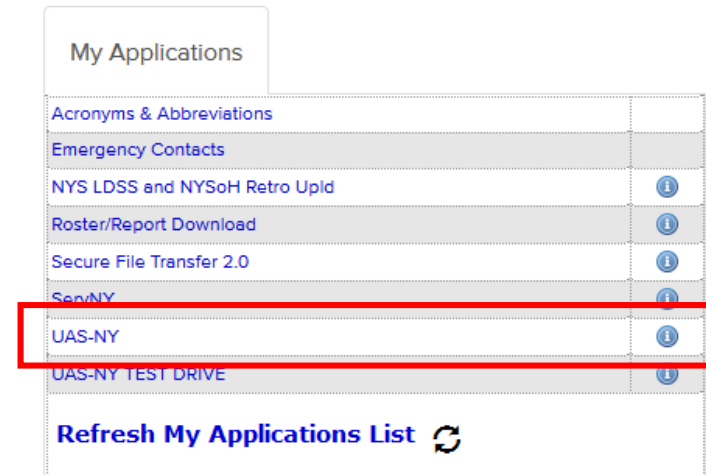 My Applications
Acronyms & Abbreviations
Emergency Contacts
NYS LDSS and NYSoH Retro Upld
Roster/Report Download
Secure File Transfer 2.0
ServNY
UAS-NY
UAS-NY TEST DRIVE
Refresh My Applications List